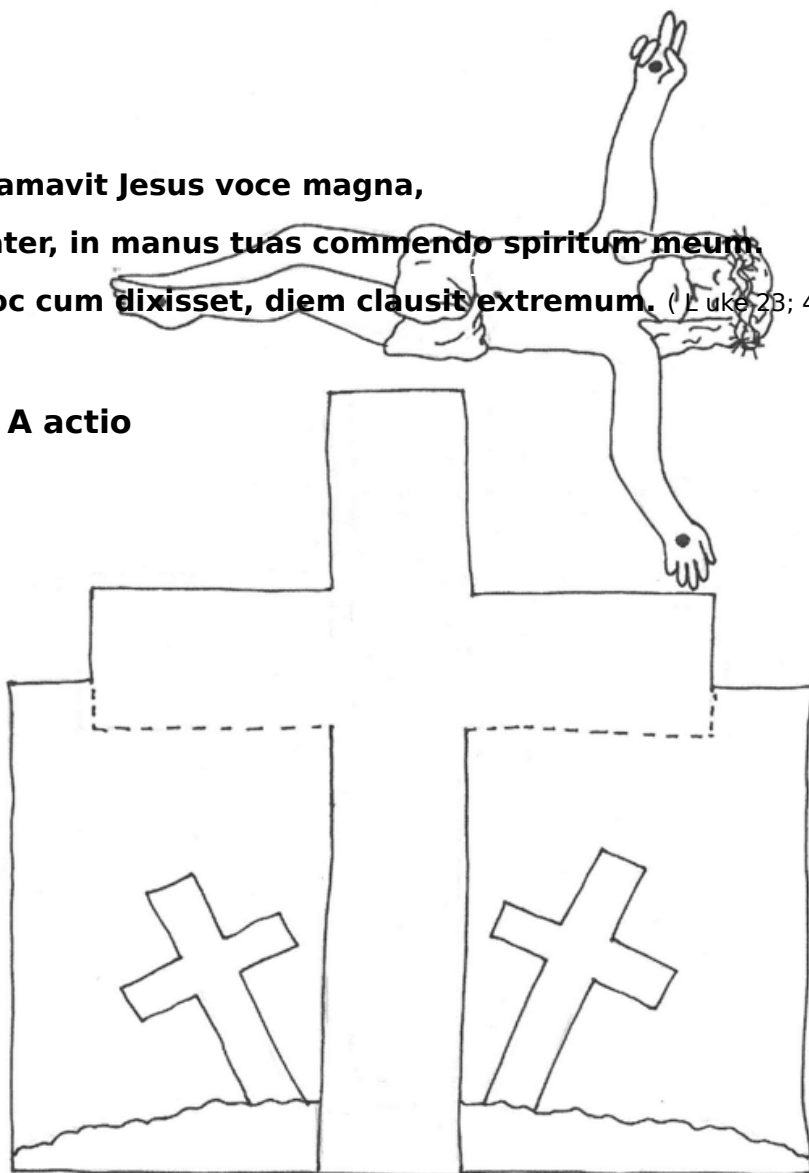 amavit Jesus voce magna,
ter, in manus tuas commendo spiritum meum.
oc cum dixisset, diem clausit extremum. ( L uke 23; 4
A actio